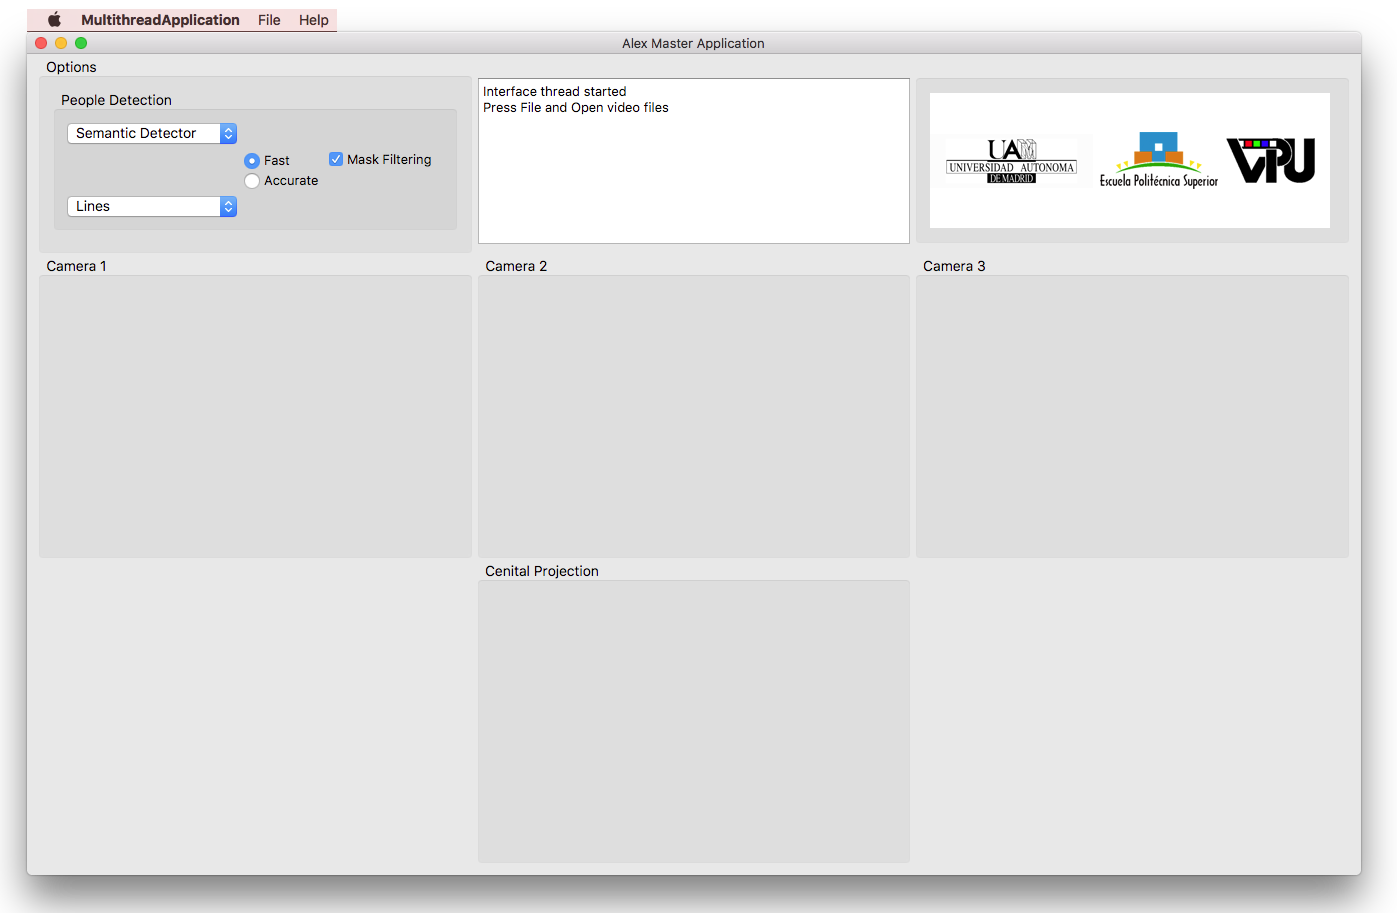 MultithreadApplication File Help
Alex Master Application
Options
People Detection
Semantic Detector
Fast
Mask Filtering
Accurate
Lines
Interface thread started
Press File and Open video files
UAM
UNIVERSIDAD AUTONOMA
DE MADRID
Escuela Politécnica Superior
VPU
Camera 1
Camera 2
Camera 3
Cenital Projection